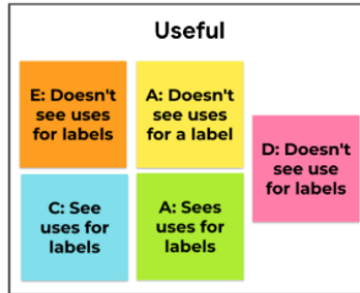 Useful
E: Doesn't
see uses
for labels
A: Doesn't
see uses
for a label
D: Doesn't
see use
for labels
C: See
uses for
labels
A: Sees
uses for
labels